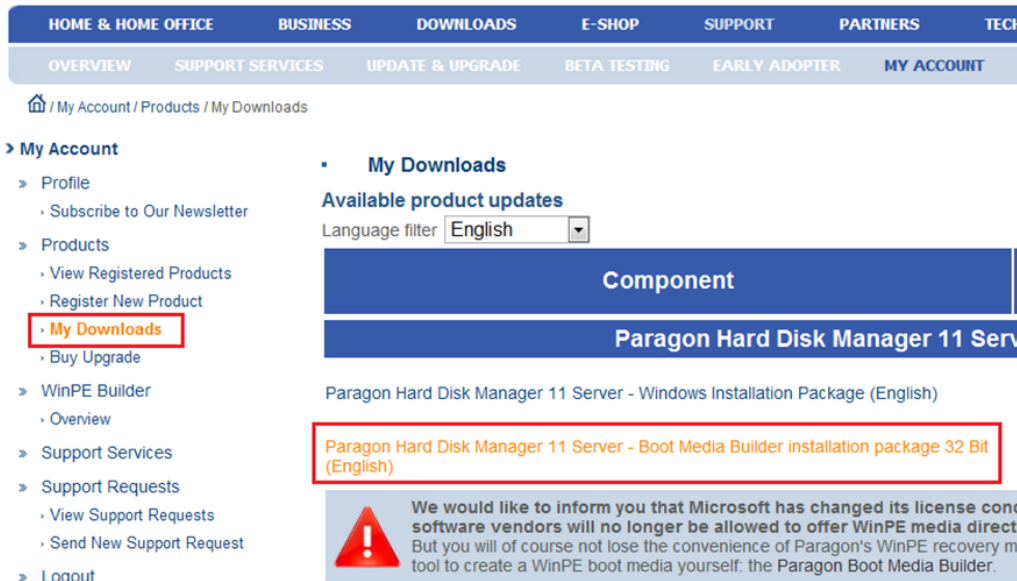 HOME & HOME OFFICE BUSINESS DOWNLOADS E-SHOP SUPPORT PARTNERS
OVERVIEW SUPPORT SERVICES UPDATE & UPGRADE BETA TESTING EARLY ADOPTER MY ACCOUNT
/ My Account / Products / My Downloads
My Account
Profile
Subscribe to Our Newsletter
Products
View Registered Products
Register New Product
My Downloads
Buy Upgrade
WinPE Builder
Overview
Support Services
Support Requests
View Support Requests
Send New Support Request
Logout
My Downloads
Available product updates
Language filter English
Component
Paragon Hard Disk Manager 11
Paragon Hard Disk Manager 11 Server - Windows Installation Package (English)
Paragon Hard Disk Manager 11 Server - Boot Media Builder installation package 32 Bit
(English)
We would like to inform you that Microsoft has changed its license
software vendors will no longer be allowed to offer WinPE media
But you will of course not lose the convenience of Paragon's WinPE recovery
tool to create a WinPE boot media yourself: the Paragon Boot Media Builder.